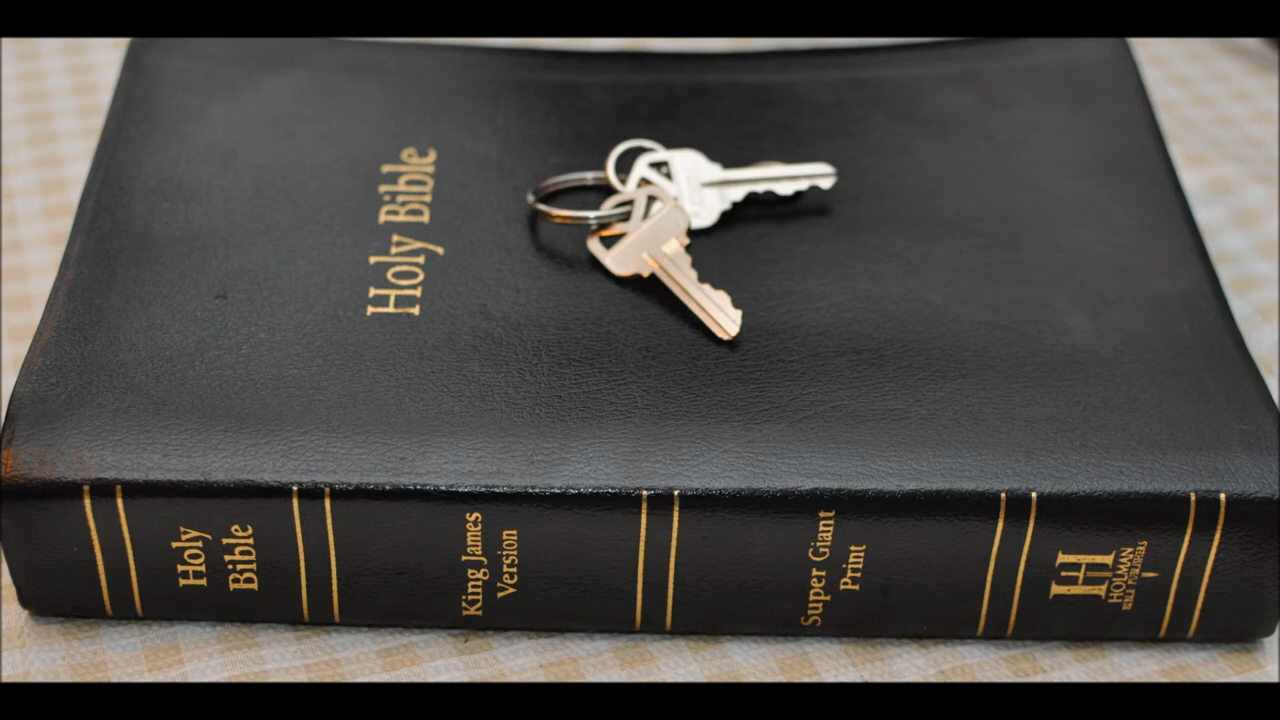 Holy Bible
Holy
Bible
King James
Version
Super Giant
Print
H
HOLMAN
BIBLE PUBLISHERS